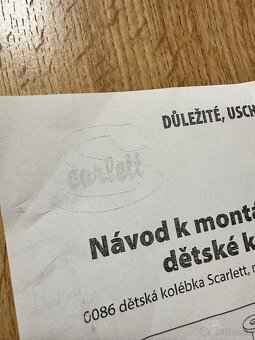 DŮLEŽITÉ, USCH
Scarlett
Návod k montá
dětské k
0086 dětská kolébka Scarlett,